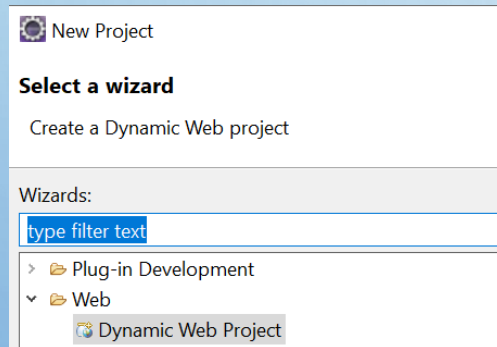 New Project
Select a wizard
Create a Dynamic Web project
Wizards:
type filter text
Plug-in Development
Web
Dynamic Web Project